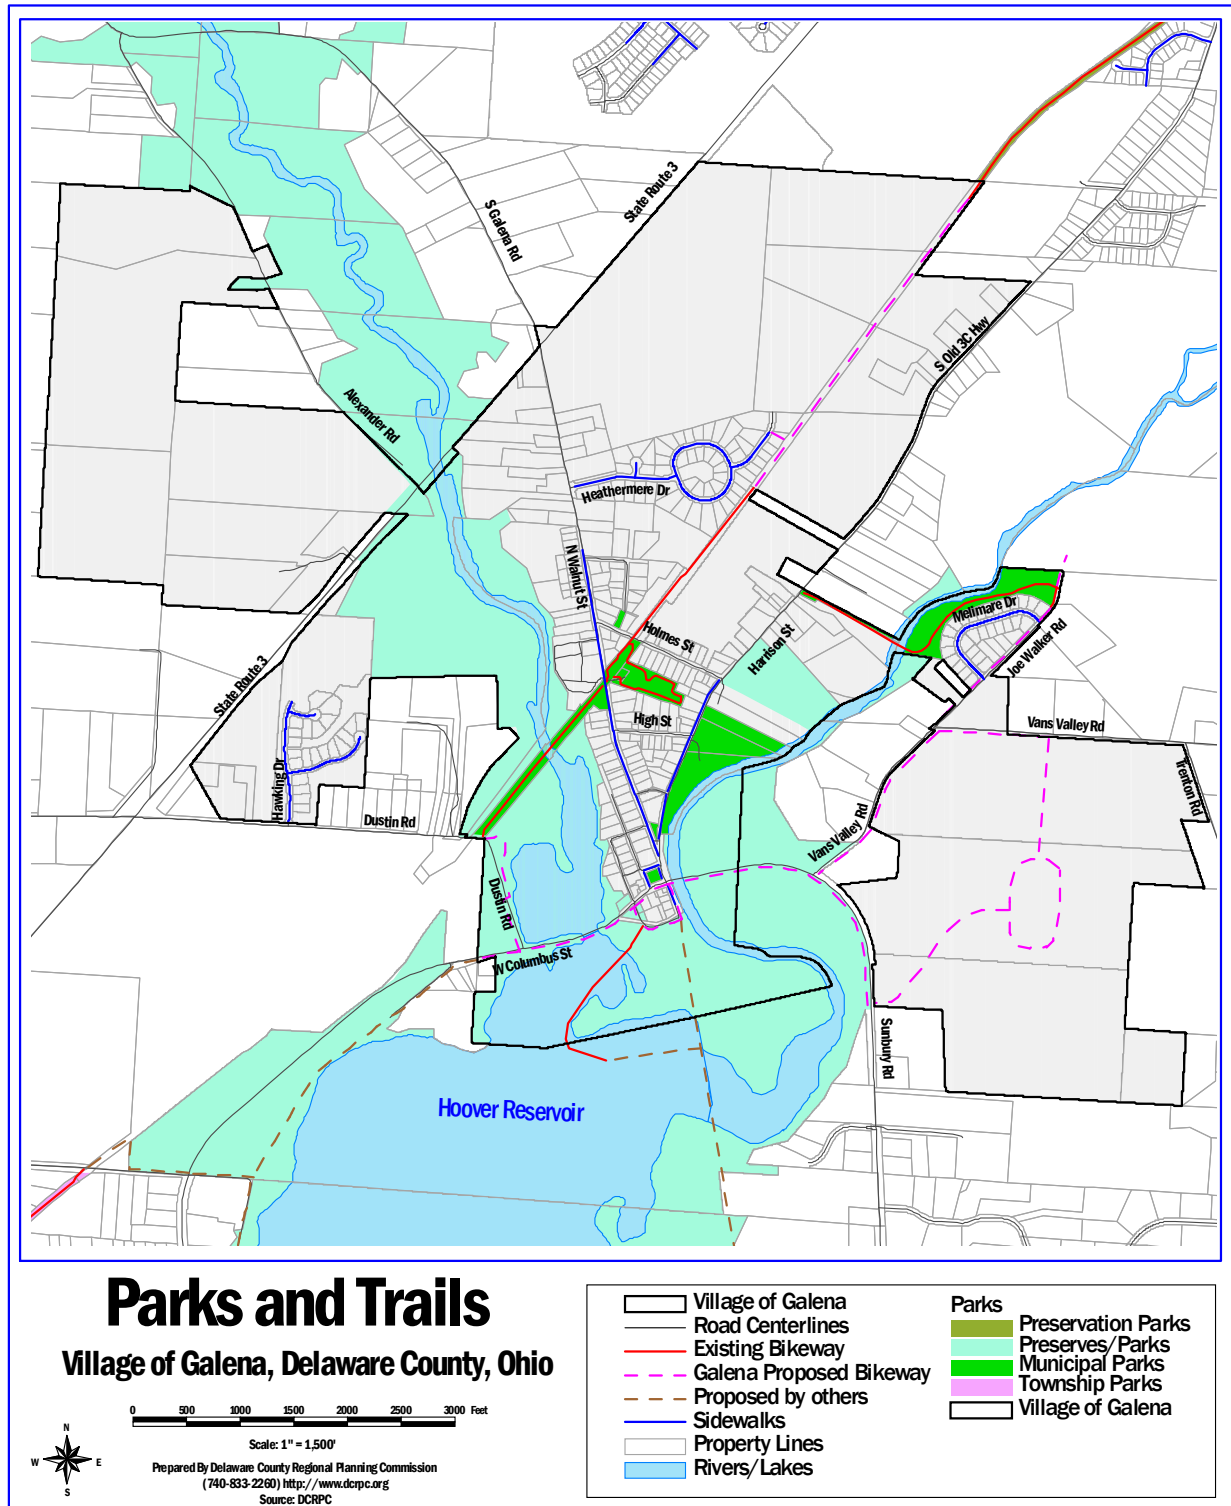 State Route 3
S Galena Rd
S Old 3C Hwy
Alexander Rd
Heathermere Dr
N Walnut St
Melimare Dr
Holmes St
Harrison St
Joe Walker Rd
State Route 3
High St
Vans Valley Rd
Trenton Rd
Hawking Dr
Dustin Rd
Vans Valley Rd
Dustin Rd
W Columbus St
Sunbury Rd
Hoover Reservoir
Parks and Trails
Village of Galena, Delaware County, Ohio
0 500 1000 1500 2000 2500 3000 Feet
Scale: 1" = 1,500'
N
W E
S
Prepared By Delaware County Regional Planning Commission
(740-833-2260) http://www.dcrpc.org
Source: DCRPC
Village of Galena
Road Centerlines
Existing Bikeway
Galena Proposed Bikeway
Proposed by others
Sidewalks
Property Lines
Rivers/Lakes
Parks
Preservation Parks
Preserves/Parks
Municipal Parks
Township Parks
Village of Galena